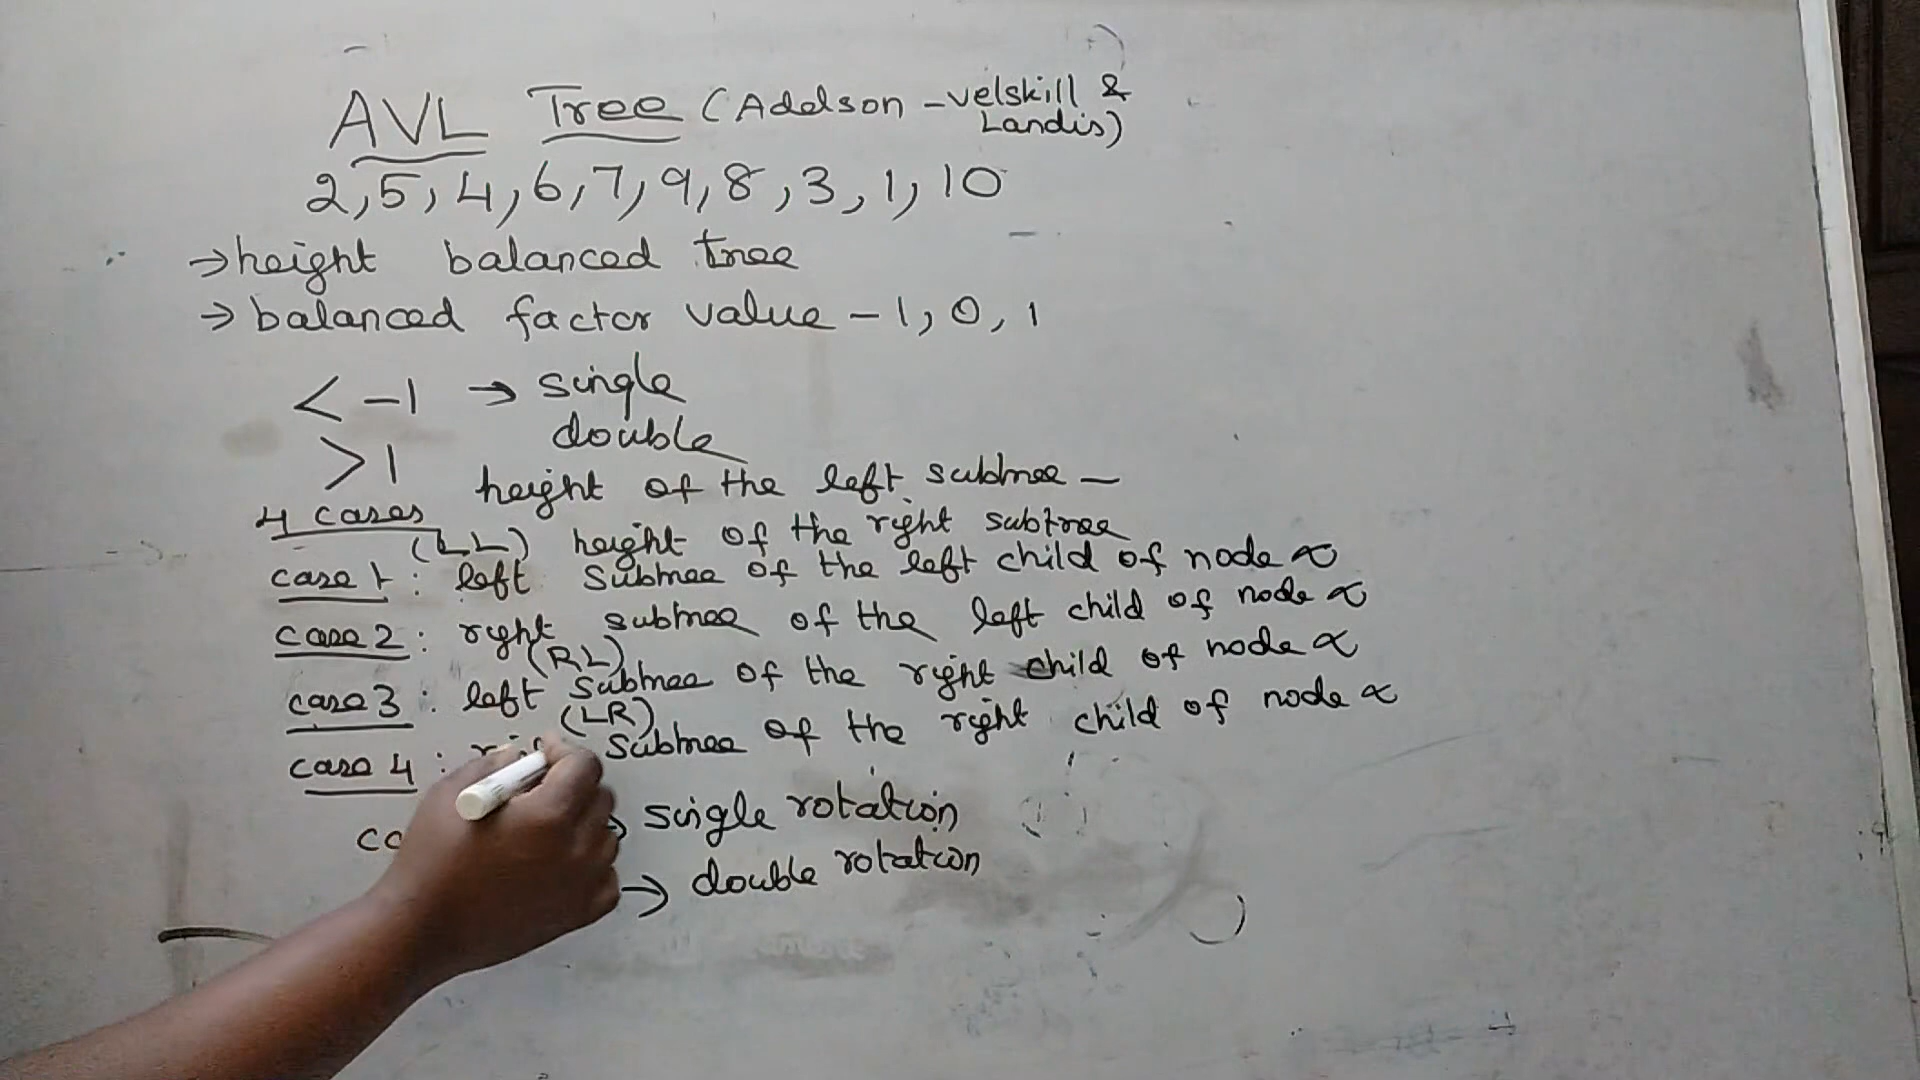 AVL Tree (Adelson - Velskill &
Landis)
2, 5, 4, 6, 7, 9, 8, 3, 1, 10
→ height balanced tree
→ balanced factor value -1, 0, 1
< -1 → single
double
> 1
height of the left subtree -
4 cases
height of the right subtree
(LL)
case 1 : left subtree of the left child of node α
case 2 : right subtree of the left child of node α
(RL)
case 3 : left subtree of the right child of node α
(LR)
case 4 : subtree of the right child of node α
→ single rotation
→ double rotation